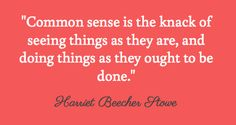 "Common sense is the knack of
seeing things as they are, and
doing things as they ought to be
done."
Harriet Beecher Stowe